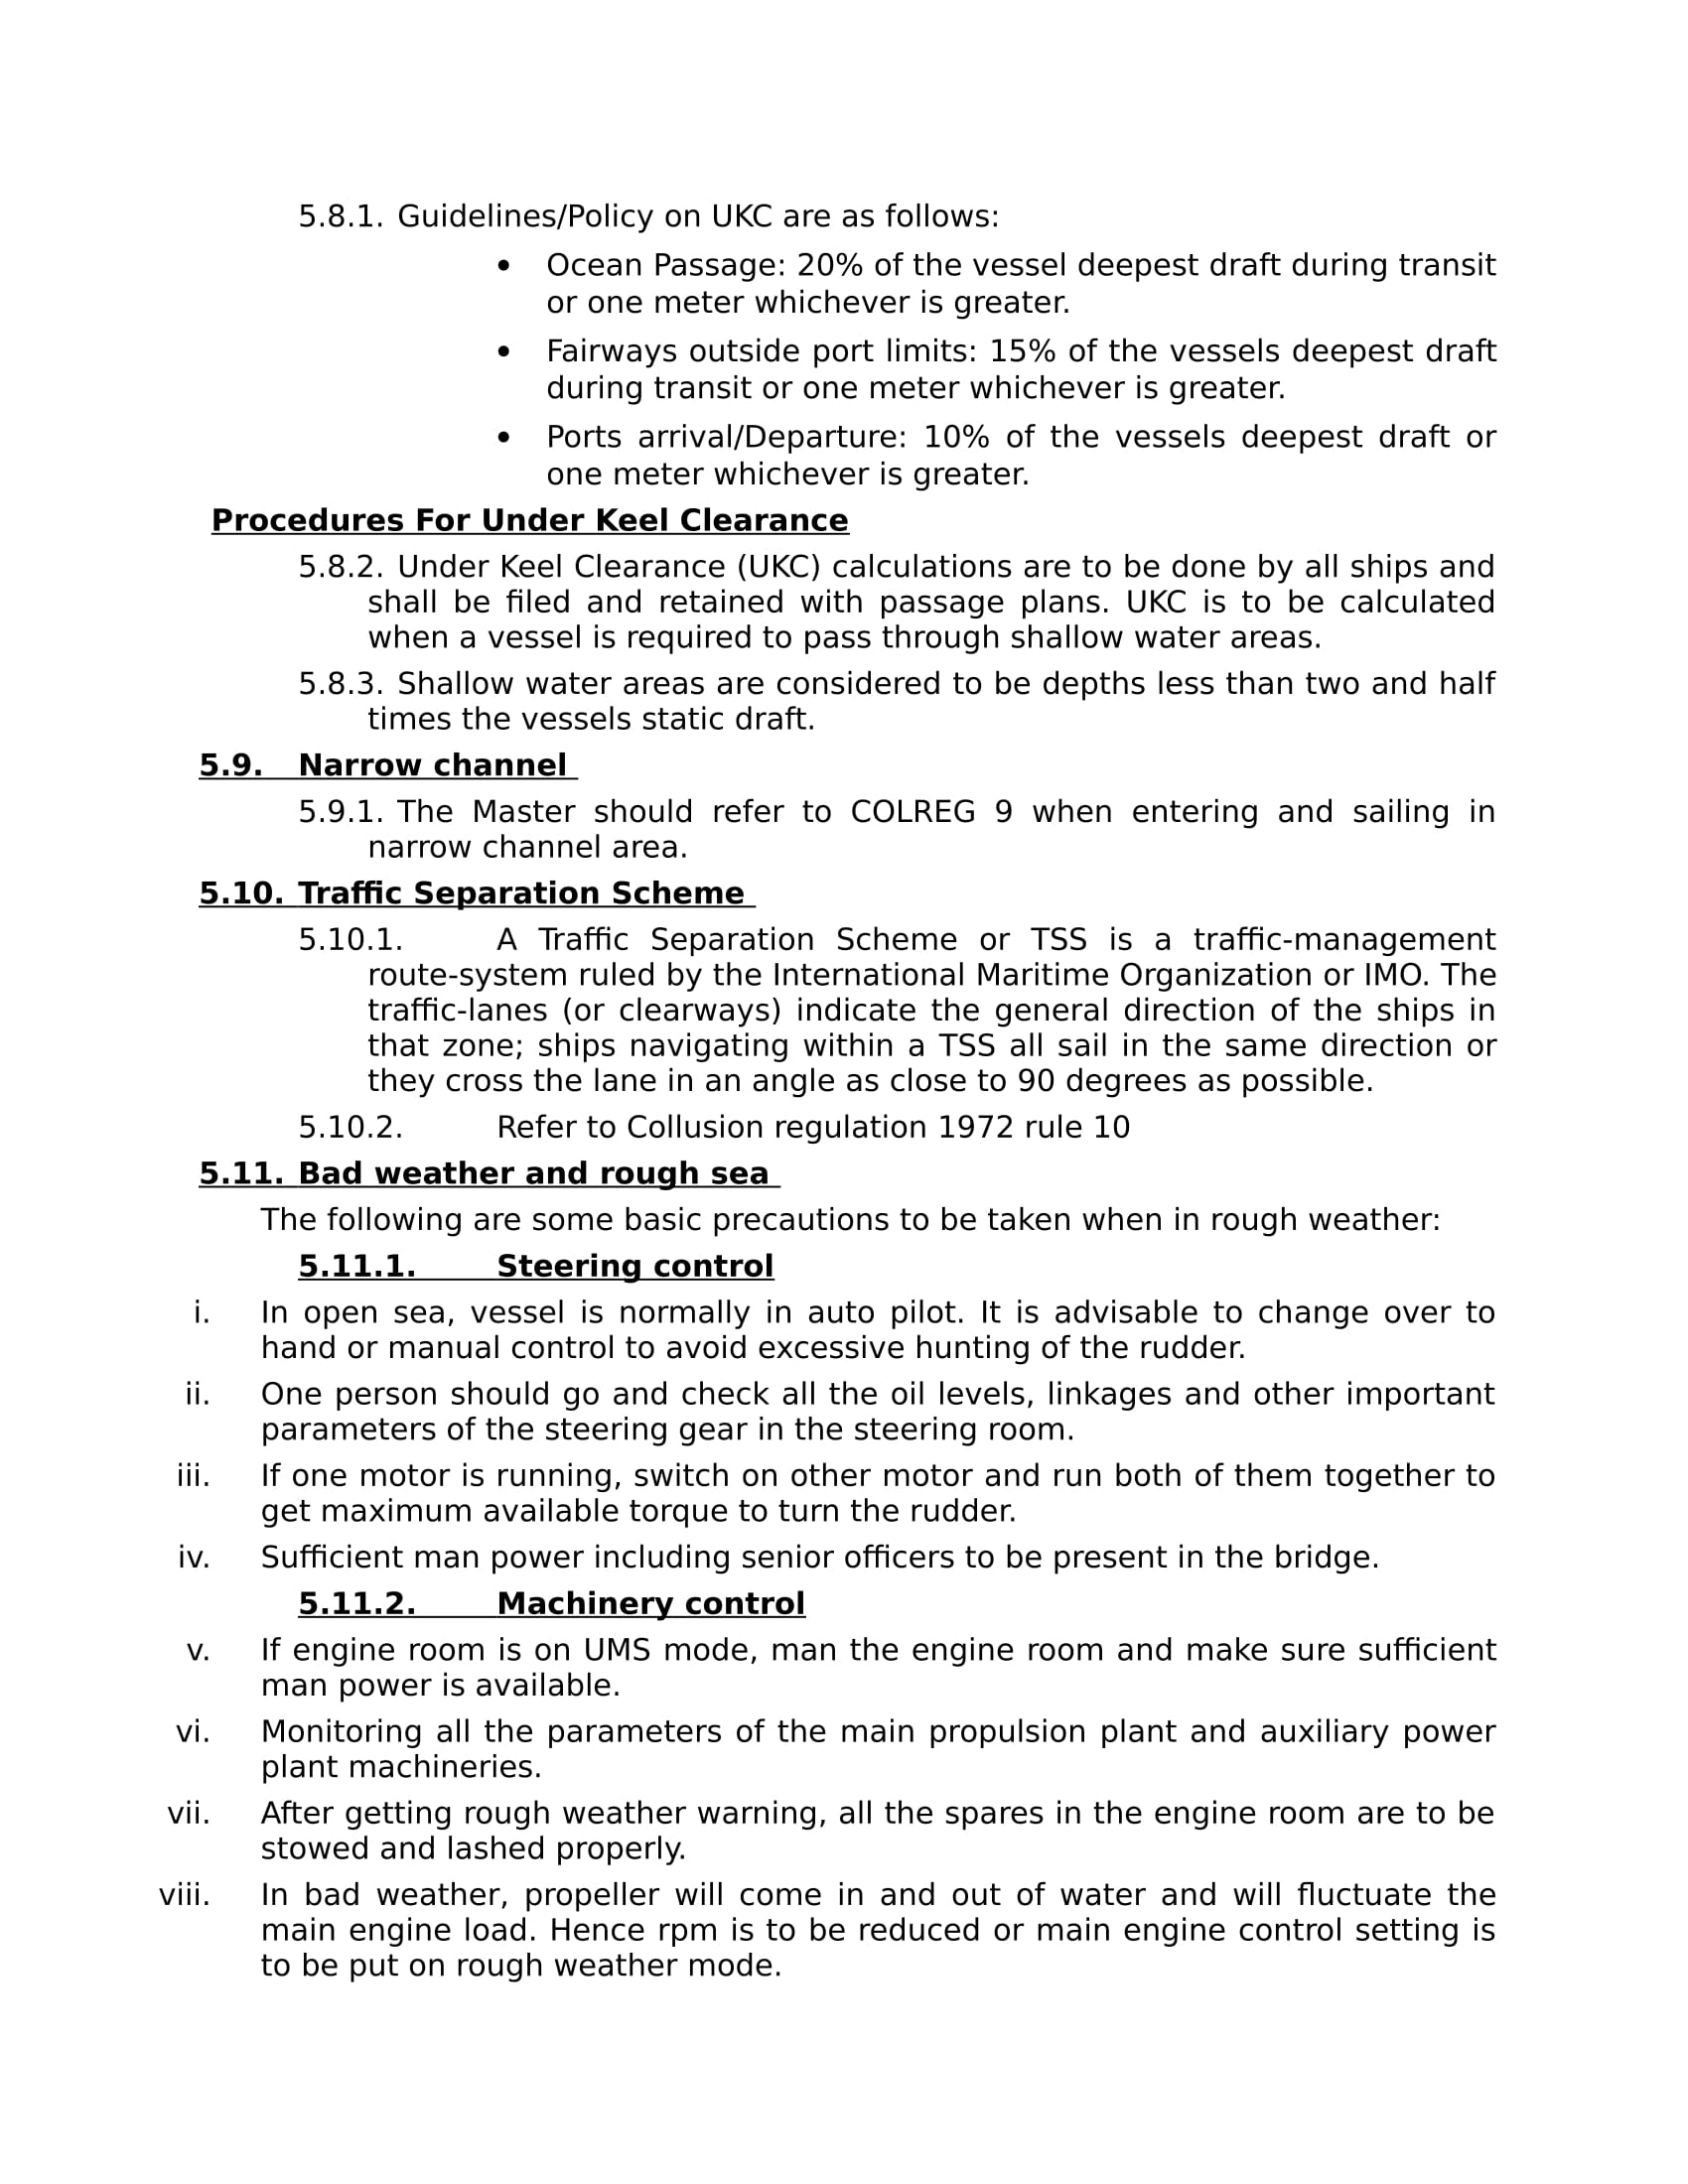 5.8.1. Guidelines/Policy on UKC are as follows:
• Ocean Passage: 20% of the vessel deepest draft during transit
or one meter whichever is greater.
• Fairways outside port limits: 15% of the vessels deepest draft
during transit or one meter whichever is greater.
• Ports arrival/Departure: 10% of the vessels deepest draft or
one meter whichever is greater.
Procedures For Under Keel Clearance
5.8.2. Under Keel Clearance (UKC) calculations are to be done by all ships and
shall be filed and retained with passage plans. UKC is to be calculated
when a vessel is required to pass through shallow water areas.
5.8.3. Shallow water areas are considered to be depths less than two and half
times the vessels static draft.
5.9. Narrow channel
5.9.1. The Master should refer to COLREG 9 when entering and sailing in
narrow channel area.
5.10. Traffic Separation Scheme
5.10.1. A Traffic Separation Scheme or TSS is a traffic-management
route-system ruled by the International Maritime Organization or IMO. The
traffic-lanes (or clearways) indicate the general direction of the ships in
that zone; ships navigating within a TSS all sail in the same direction or
they cross the lane in an angle as close to 90 degrees as possible.
5.10.2. Refer to Collusion regulation 1972 rule 10
5.11. Bad weather and rough sea
The following are some basic precautions to be taken when in rough weather:
5.11.1. Steering control
i. In open sea, vessel is normally in auto pilot. It is advisable to change over to
hand or manual control to avoid excessive hunting of the rudder.
ii. One person should go and check all the oil levels, linkages and other important
parameters of the steering gear in the steering room.
iii. If one motor is running, switch on other motor and run both of them together to
get maximum available torque to turn the rudder.
iv. Sufficient man power including senior officers to be present in the bridge.
5.11.2. Machinery control
v. If engine room is on UMS mode, man the engine room and make sure sufficient
man power is available.
vi. Monitoring all the parameters of the main propulsion plant and auxiliary power
plant machineries.
vii. After getting rough weather warning, all the spares in the engine room are to be
stowed and lashed properly.
viii. In bad weather, propeller will come in and out of water and will fluctuate the
main engine load. Hence rpm is to be reduced or main engine control setting is
to be put on rough weather mode.